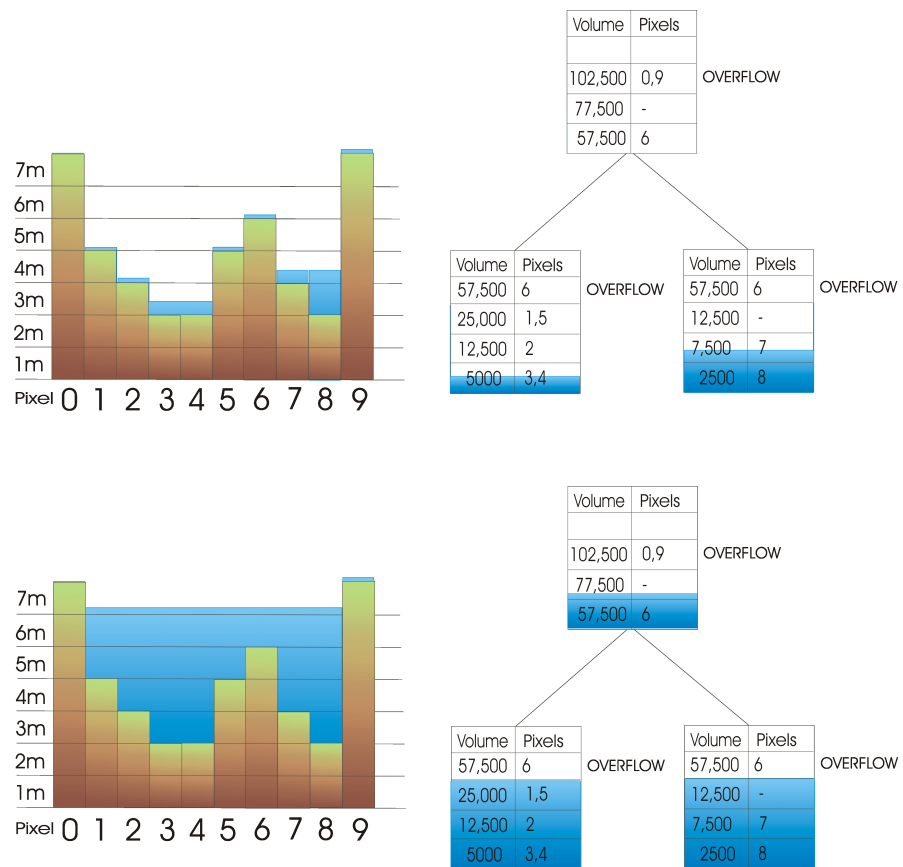 Volume Pixels
102,500 0,9 OVERFLOW
77,500 -
57,500 6
7m
6m
5m
4m
3m
2m
1m
Pixel 0 1 2 3 4 5 6 7 8 9
Volume Pixels
57,500 6 OVERFLOW
25,000 1,5
12,500 2
5000 3,4
Volume Pixels
57,500 6 OVERFLOW
12,500 -
7,500 7
2500 8
Volume Pixels
102,500 0,9 OVERFLOW
77,500 -
57,500 6
7m
6m
5m
4m
3m
2m
1m
Pixel 0 1 2 3 4 5 6 7 8 9
Volume Pixels
57,500 6 OVERFLOW
25,000 1,5
12,500 2
5000 3,4
Volume Pixels
57,500 6 OVERFLOW
12,500 -
7,500 7
2500 8